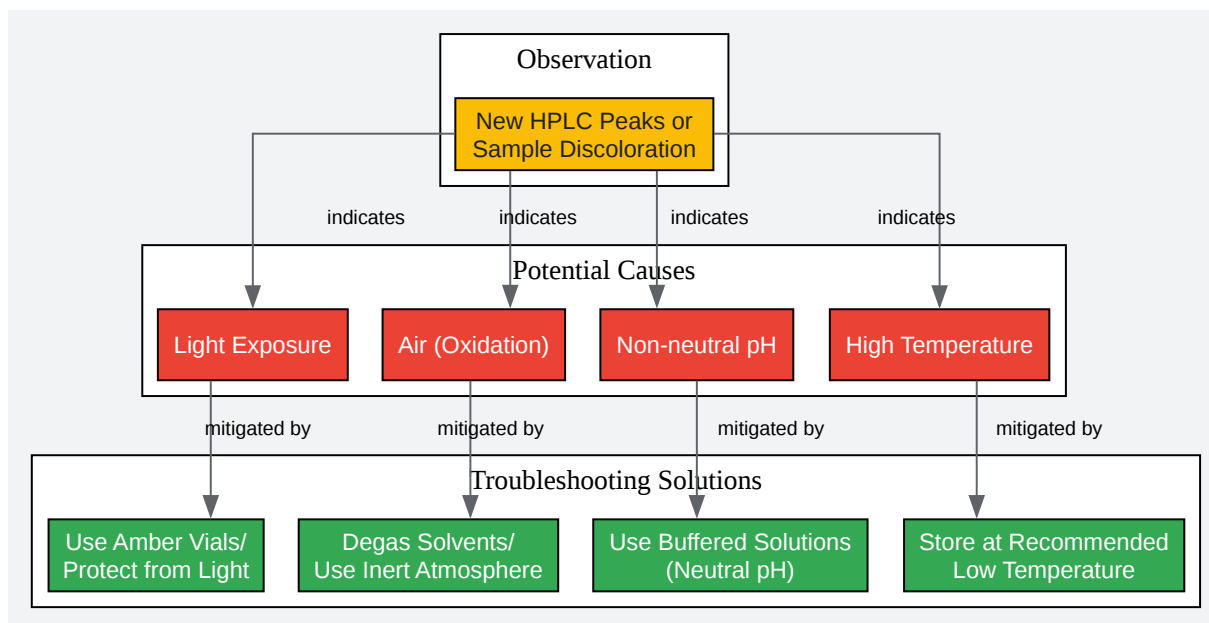 Observation
New HPLC Peaks or
Sample Discoloration
indicates
indicates
indicates
indicates
Potential Causes
Light Exposure
Air (Oxidation)
Non-neutral pH
High Temperature
mitigated by
mitigated by
mitigated by
mitigated by
Troubleshooting Solutions
Use Amber Vials/
Protect from Light
Degas Solvents/
Use Inert Atmosphere
Use Buffered Solutions
(Neutral pH)
Store at Recommended
Low Temperature